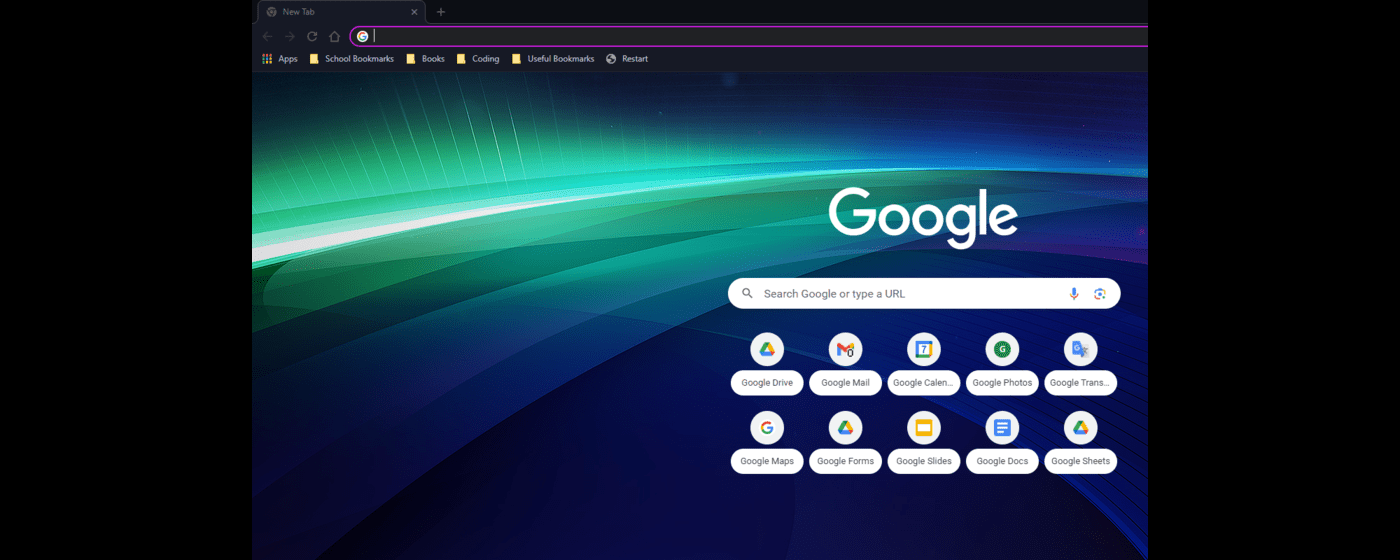 New Tab
Apps School Bookmarks Books Coding Useful Bookmarks Restart
Google
Search Google or type a URL
Google Drive Google Mail Google Calen... Google Photos Google Trans...
Google Maps Google Forms Google Slides Google Docs Google Sheets